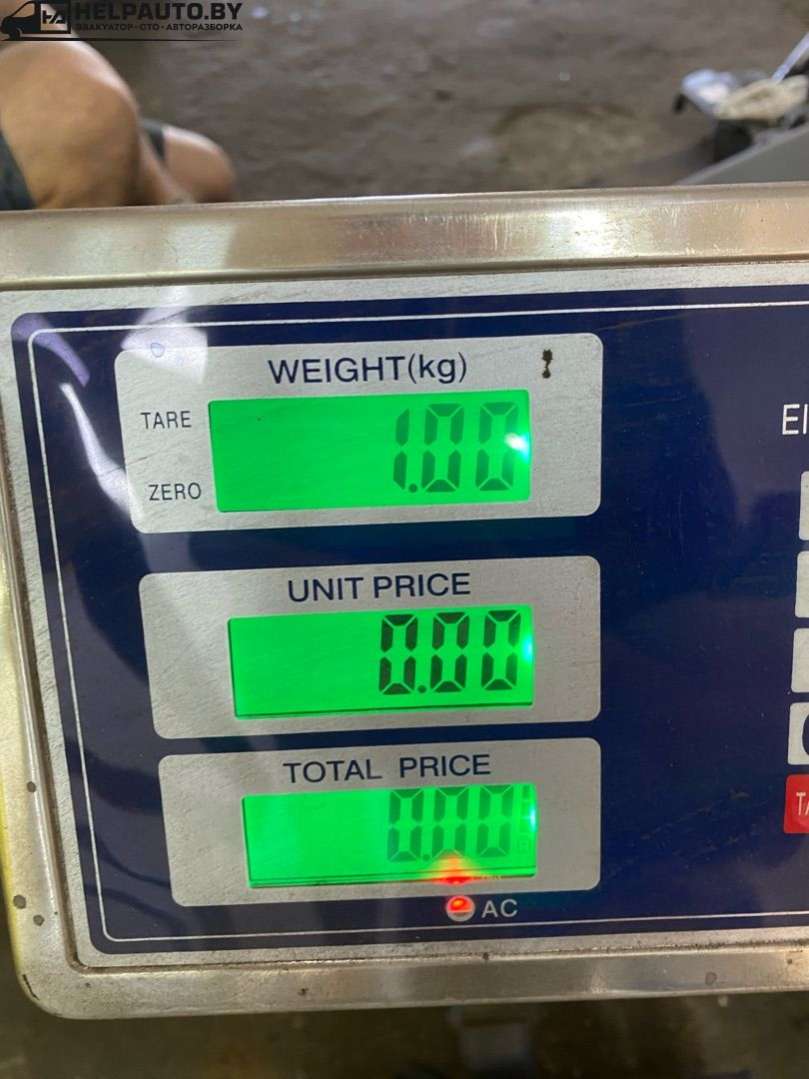 HELPAUTO.BY
ЭВАКУАТОР • СТО • АВТОРАЗБОРКА
WEIGHT(kg)
TARE
1.00
ZERO
UNIT PRICE
0.00
TOTAL PRICE
0.00
AC